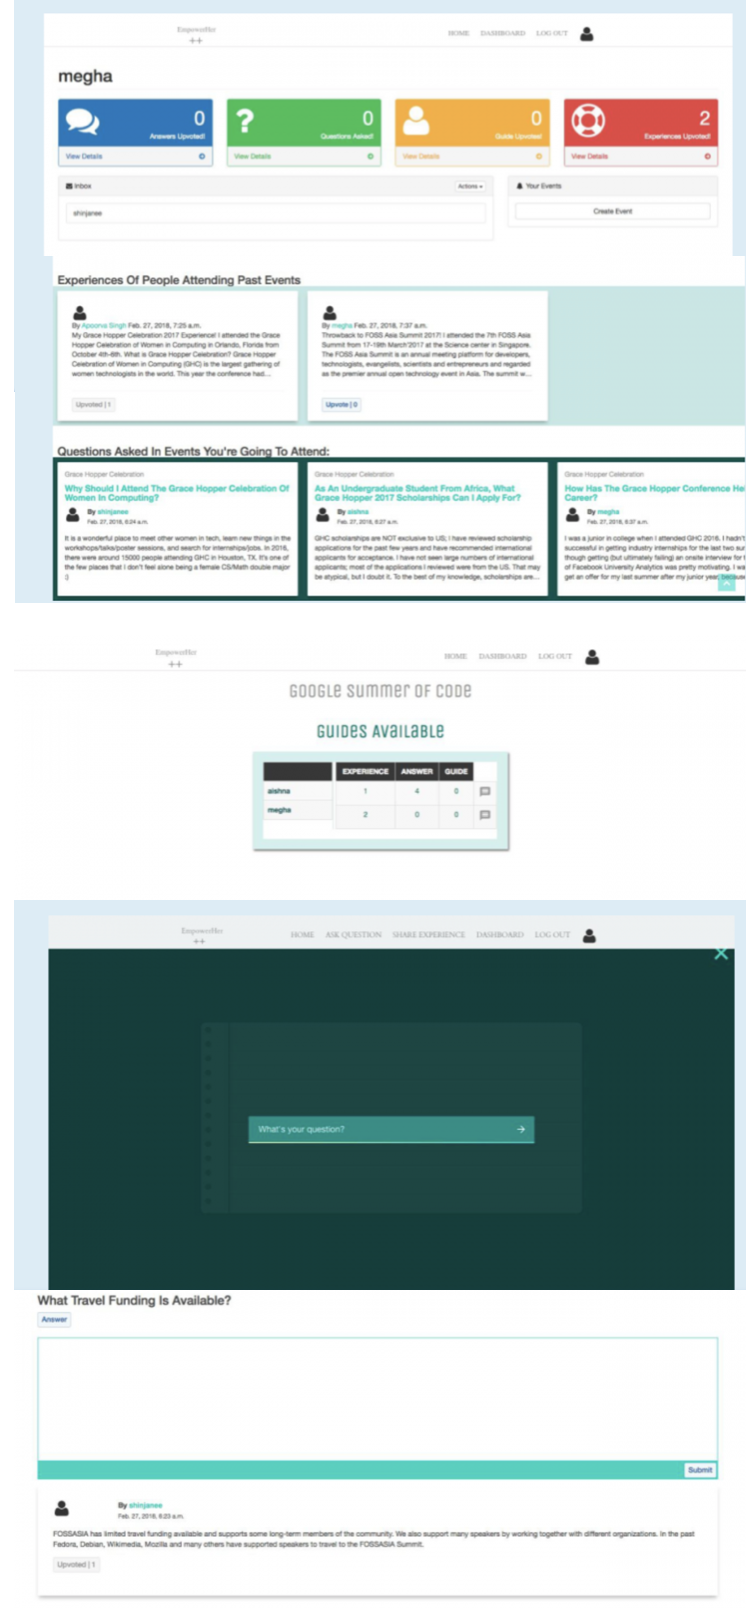 EmpowerHer
++
HOME DASHBOARD LOG OUT
megha
0
Answers Upvoted!
View Details
0
Questions Asked!
View Details
0
Guide Upvoted!
View Details
2
Experiences Upvoted!
View Details
Inbox
Actions
shinjanee
Your Events
Create Event
Experiences Of People Attending Past Events
By Apoorva Singh Feb. 27, 2018, 7:25 a.m.
My Grace Hopper Celebration 2017 Experience! I attended the Grace
Hopper Celebration of Women in Computing in Orlando, Florida from
October 4th-6th. What is Grace Hopper Celebration? Grace Hopper
Celebration of Women in Computing (GHC) is the largest gathering of
women technologists in the world. This year the conference had...
Upvoted | 1
By megha Feb. 27, 2018, 7:37 a.m.
Throwback to FOSS Asia Summit 2017! I attended the 7th FOSS Asia
Summit from 17-19th March'2017 at the Science center in Singapore.
The FOSS Asia Summit is an annual meeting platform for developers,
technologists, evangelists, scientists and entrepreneurs and regarded
as the premier annual open technology event in Asia. The summit w...
Upvote | 0
Questions Asked In Events You're Going To Attend:
Grace Hopper Celebration
Why Should I Attend The Grace Hopper Celebration Of
Women In Computing?
By shinjanee
Feb. 27, 2018, 6:24 a.m.
It is a wonderful place to meet other women in tech, learn new things in the
workshops/talks/poster sessions, and search for internships/jobs. In 2016,
there were around 15000 people attending GHC in Houston, TX. It's one of
the few places that I don't feel alone being a female CS/Math double major
:)
Grace Hopper Celebration
As An Undergraduate Student From Africa, What
Grace Hopper 2017 Scholarships Can I Apply For?
By aishna
Feb. 27, 2018, 6:27 a.m.
GHC scholarships are NOT exclusive to US; I have reviewed scholarship
applications for the past few years and have recommended international
applicants for acceptance. I have not seen large numbers of international
applicants; most of the applications I reviewed were from the US. That may
be atypical, but I doubt it. To the best of my knowledge, scholarships are...
Grace Hopper Celebration
How Has The Grace Hopper Conference Hel
Career?
By megha
Feb. 27, 2018, 6:37 a.m.
I was a junior in college when I attended GHC 2016. I hadn't
successful in getting industry internships for the last two sum
though getting (but ultimately failing) an onsite interview for t
of Facebook University Analytics was pretty motivating. I wa
get an offer for my last summer after my junior year, because
EmpowerHer
++
HOME DASHBOARD LOG OUT
GOOGLE SUMMER OF CODE
GUIDES AVAILABLE
EXPERIENCE ANSWER GUIDE
aishna 1 4 0
megha 2 0 0
EmpowerHer
++
HOME ASK QUESTION SHARE EXPERIENCE DASHBOARD LOG OUT
What's your question?
What Travel Funding Is Available?
Answer
Submit
By shinjanee
Feb. 27, 2018, 6:23 a.m.
FOSSASIA has limited travel funding available and supports some long-term members of the community. We also support many speakers by working together with different organizations. In the past
Fedora, Debian, Wikimedia, Mozilla and many others have supported speakers to travel to the FOSSASIA Summit.
Upvoted | 1